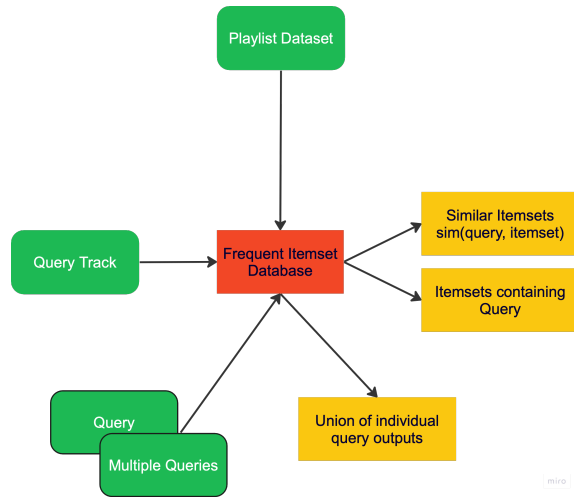 Playlist Dataset
Similar Itemsets
sim(query, itemset)
Query Track
Frequent Itemset
Database
Itemsets containing
Query
Union of individual
query outputs
Query
Multiple Queries
miro